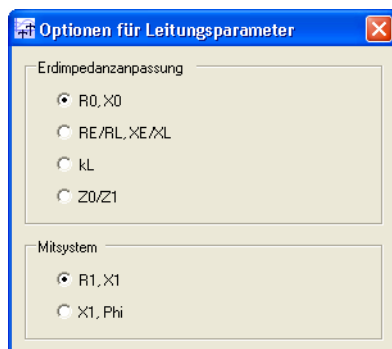 Optionen für Leitungsparameter
Erdimpedanzanpassung
R0, X0
RE/RL, XE/XL
kL
Z0/Z1
Mitsystem
R1, X1
X1, Phi